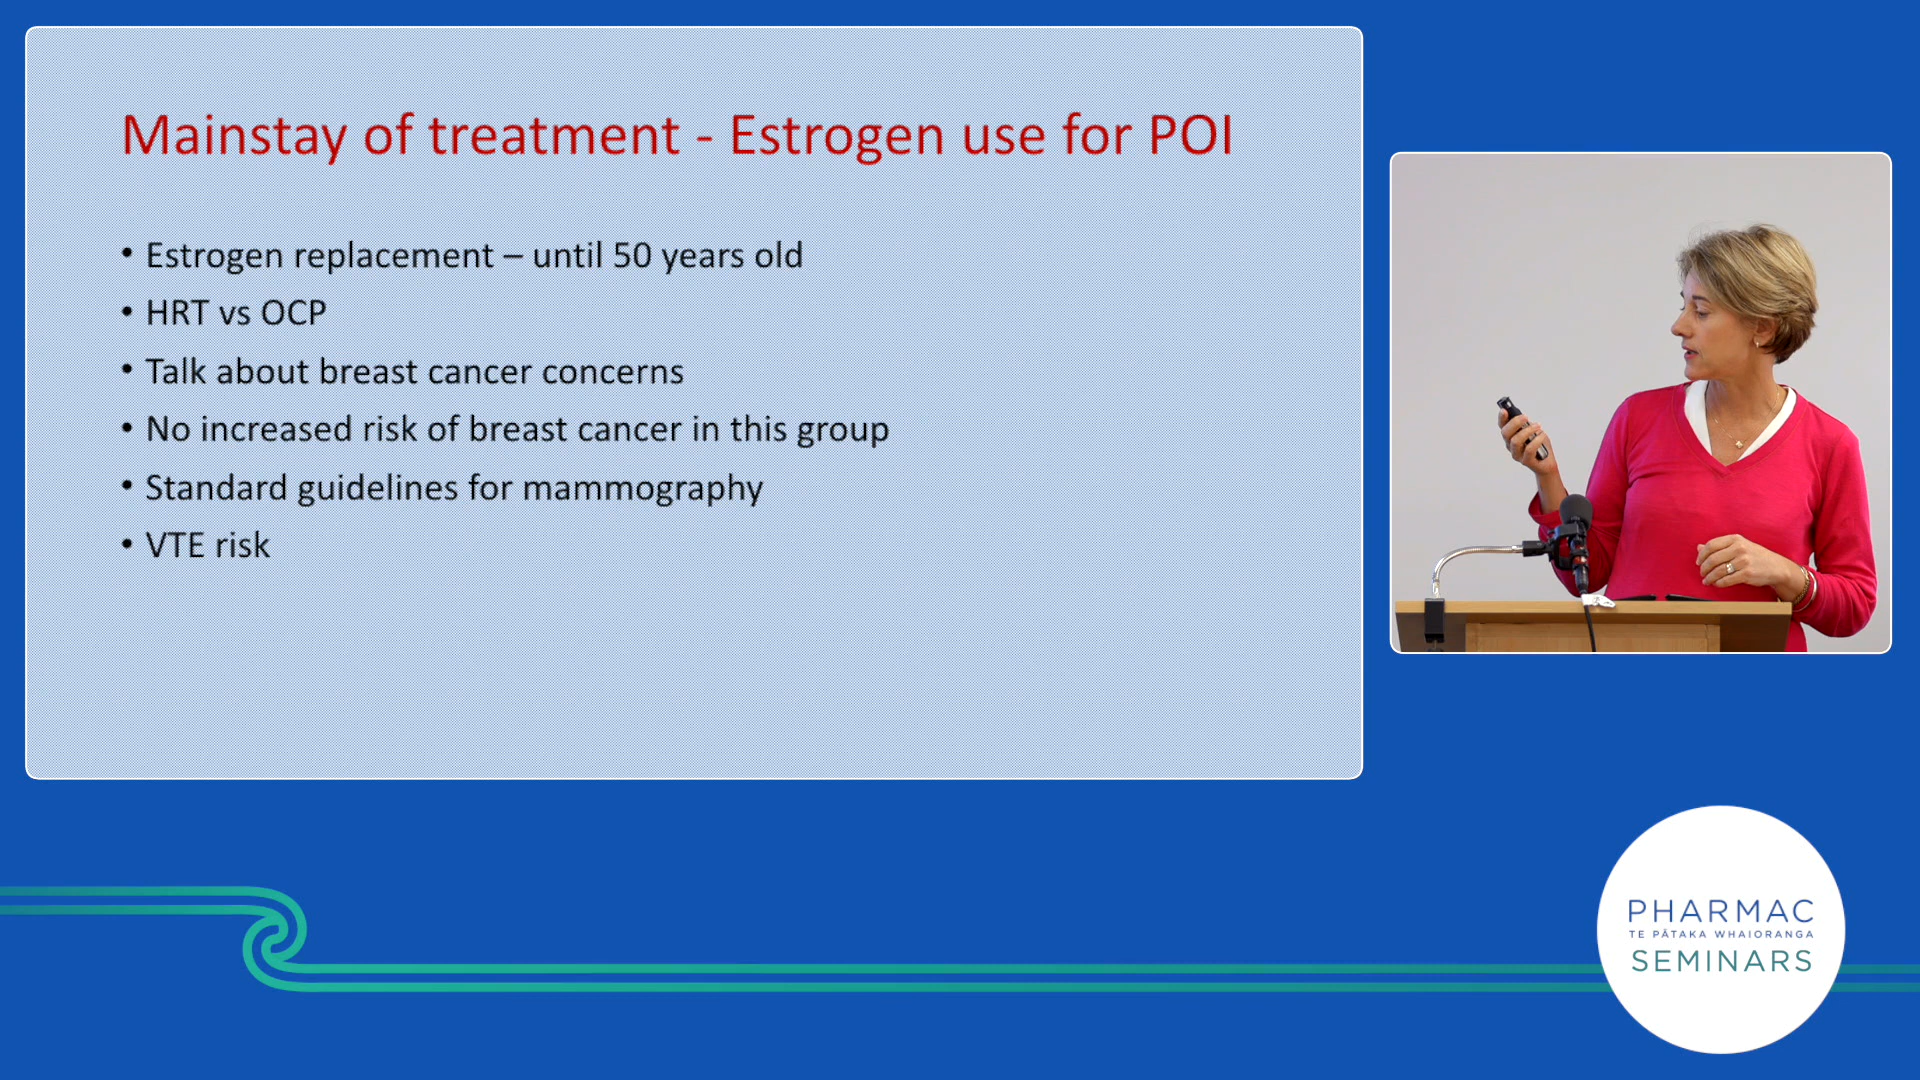 Mainstay of treatment - Estrogen use for POI
• Estrogen replacement – until 50 years old
• HRT vs OCP
• Talk about breast cancer concerns
• No increased risk of breast cancer in this group
• Standard guidelines for mammography
• VTE risk
PHARMAC
TE PĀTAKA WHAIORANGA
SEMINARS